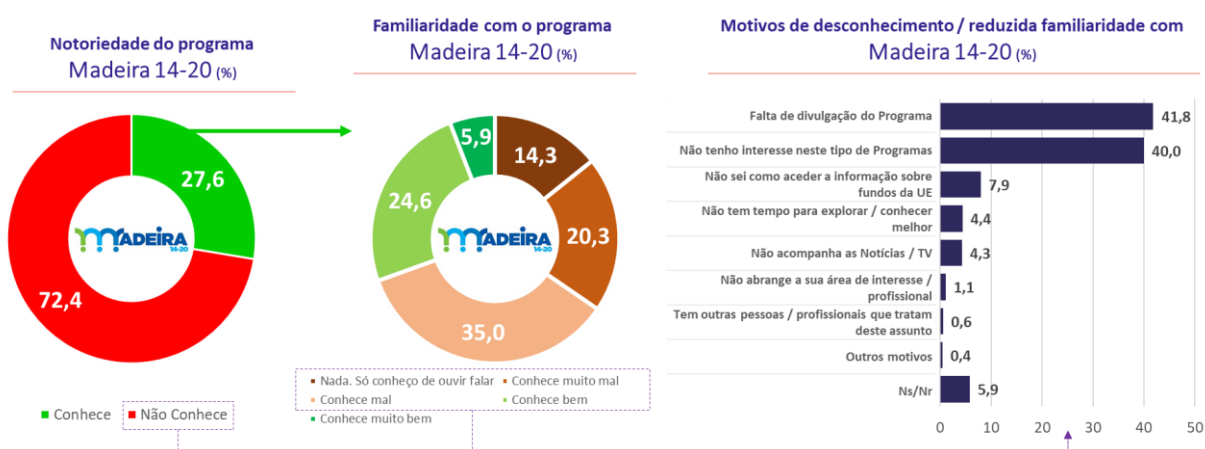 Notoriedade do programa
Madeira 14-20 (%)
27,6
72,4
MADEIRA
14-20
Conhece
Não Conhece
Familiaridade com o programa
Madeira 14-20 (%)
5,9
14,3
24,6
20,3
35,0
MADEIRA
14-20
Nada. Só conheço de ouvir falar
Conhece muito mal
Conhece mal
Conhece bem
Conhece muito bem
Motivos de desconhecimento / reduzida familiaridade com
Madeira 14-20 (%)
Falta de divulgação do Programa
41,8
Não tenho interesse neste tipo de Programas
40,0
Não sei como aceder a informação sobre
fundos da UE
7,9
Não tem tempo para explorar / conhecer
melhor
4,4
Não acompanha as Notícias / TV
4,3
Não abrange a sua área de interesse /
profissional
1,1
Tem outras pessoas / profissionais que tratam
deste assunto
0,6
Outros motivos
0,4
Ns/Nr
5,9
0 10 20 30 40 50